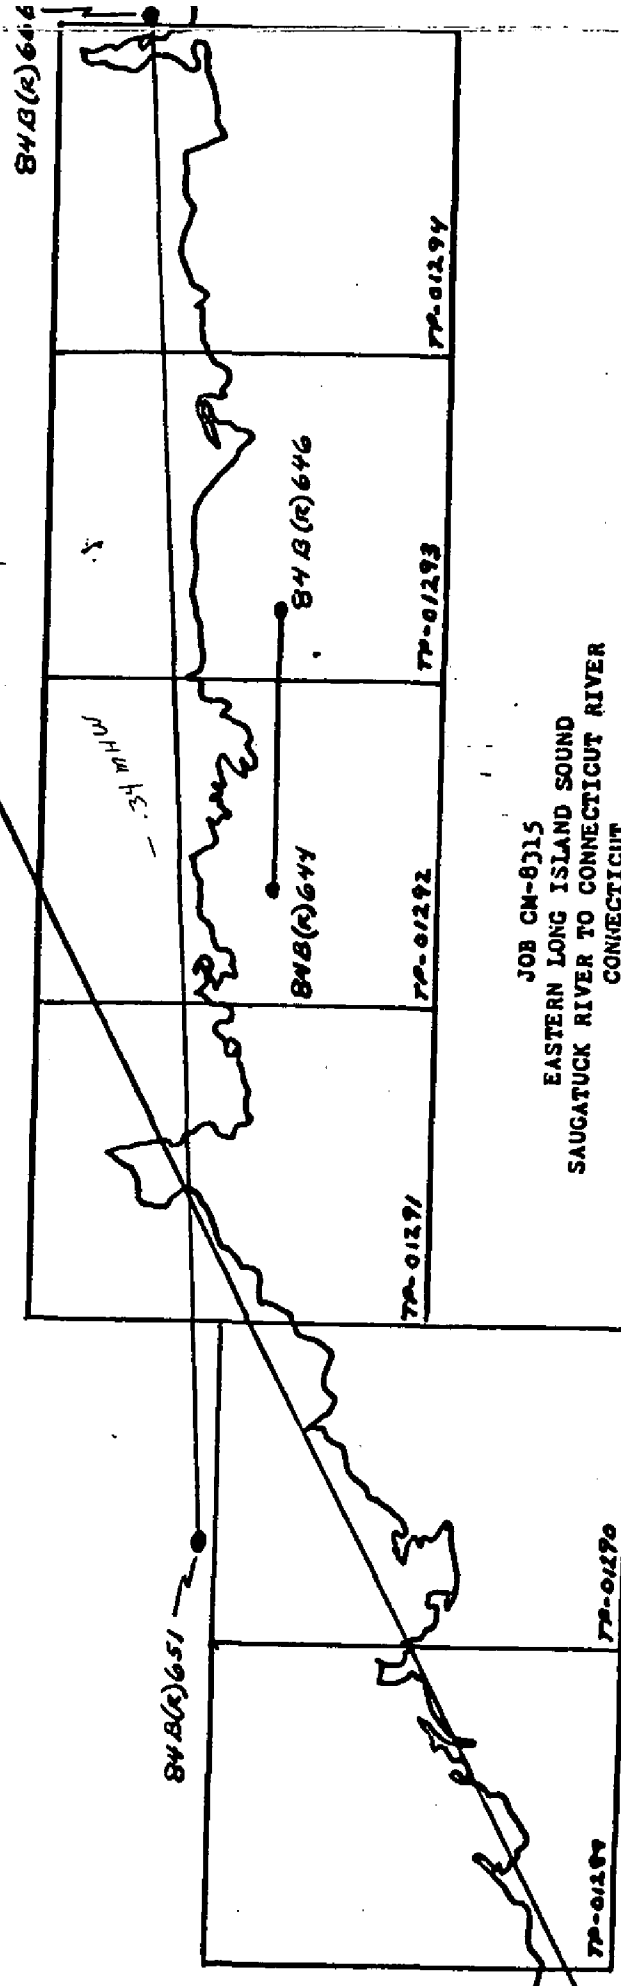 84B(R)666
TP-01294
84B(R)646
TP-01293
.34 MHW
84B(R)644
TP-01292
TP-01291
84B(R)651
TP-01290
TP-01289
JOB CM-8315
EASTERN LONG ISLAND SOUND
SAUGATUCK RIVER TO CONNECTICUT RIVER
CONNECTICUT